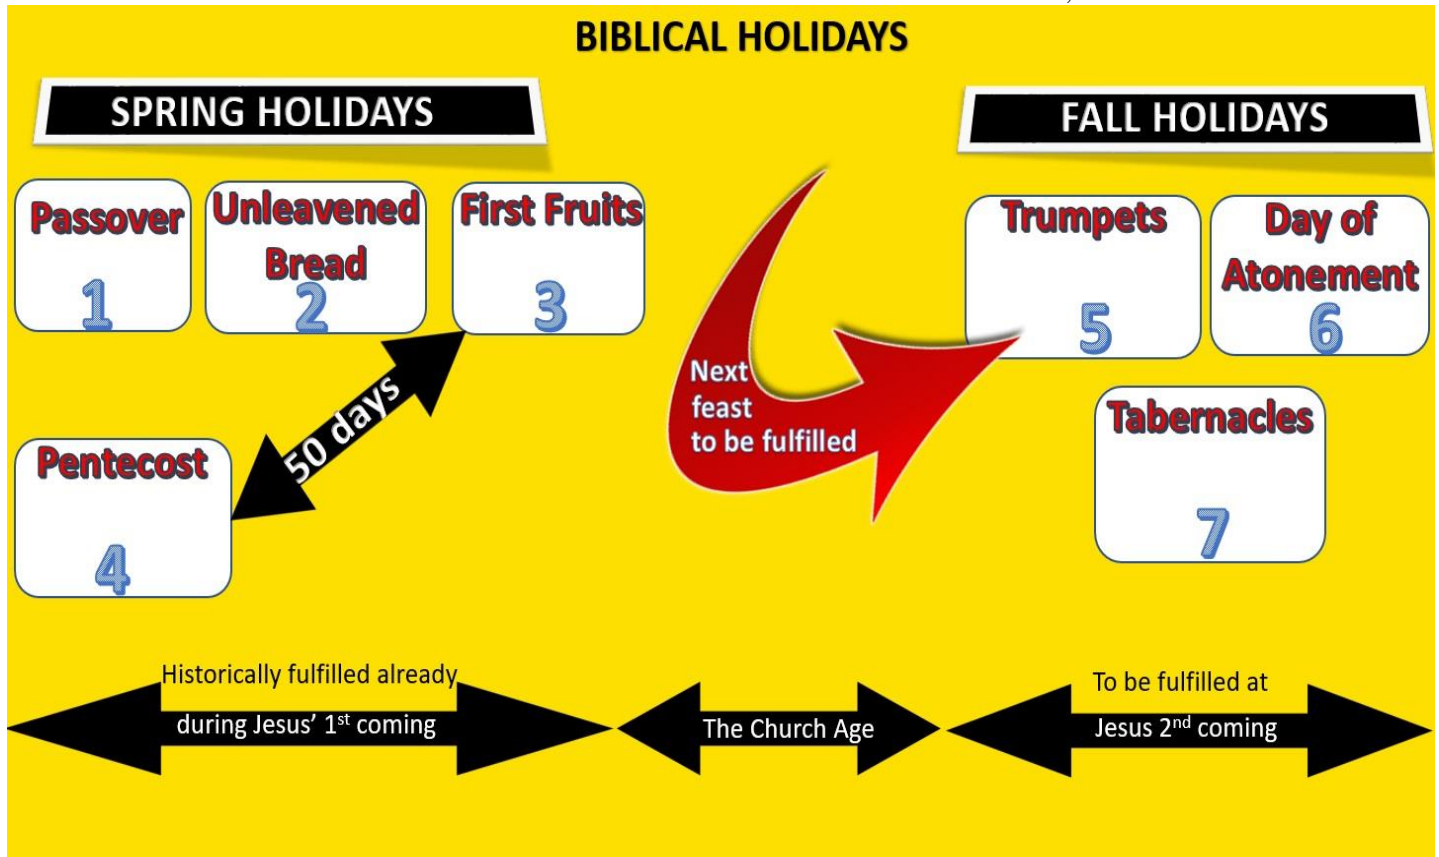 BIBLICAL HOLIDAYS
SPRING HOLIDAYS
Passover
1
Unleavened
Bread
2
First Fruits
3
50 days
Pentecost
4
Next
feast
to be fulfilled
FALL HOLIDAYS
Trumpets
5
Day of
Atonement
6
Tabernacles
7
Historically fulfilled already
during Jesus’ 1st coming
The Church Age
To be fulfilled at
Jesus 2nd coming